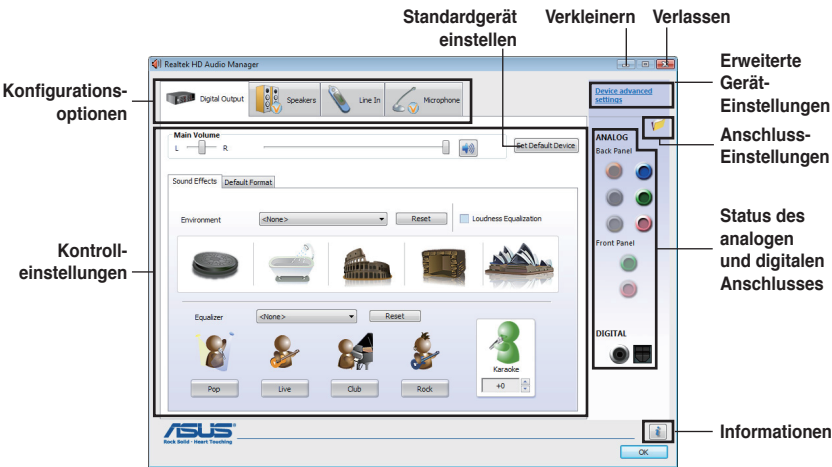 Standardgerät
einstellen
Verkleinern
Verlassen
Realtek HD Audio Manager
Konfigurations-
optionen
Digital Output
Speakers
Line In
Microphone
Device advanced
settings
Erweiterte
Gerät-
Einstellungen
Main Volume
L
R
Set Default Device
ANALOG
Back Panel
Anschluss-
Einstellungen
Sound Effects
Default Format
Environment
<None>
Reset
Loudness Equalization
Kontroll-
einstellungen
Front Panel
Status des
analogen
und digitalen
Anschlusses
Equalizer
<None>
Reset
DIGITAL
Karaoke
Pop
Live
Club
Rock
+0
ASUS
Rock Solid · Heart Touching
i
Informationen
OK